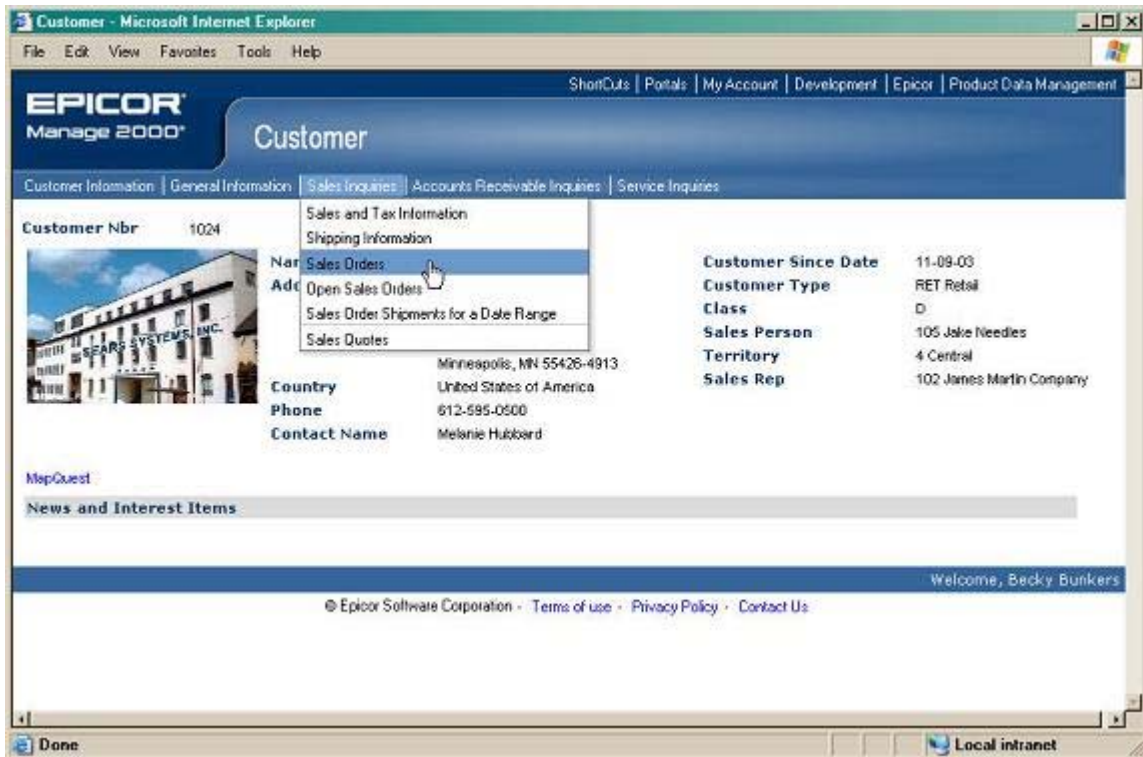 Customer - Microsoft Internet Explorer
File Edit View Favorites Tools Help
ShortCuts | Portals | My Account | Development | Epicor | Product Data Management
EPICOR
Manage 2000
Customer
Customer Information | General Information | Sales Inquiries | Accounts Receivable Inquiries | Service Inquiries
Sales and Tax Information
Shipping Information
Sales Orders
Open Sales Orders
Sales Order Shipments for a Date Range
Sales Quotes
Customer Nbr 1024
SEARS SYSTEMS, INC.
Minneapolis, MN 55426-4913
Country United States of America
Phone 612-595-0500
Contact Name Melanie Hubbard
Customer Since Date 11-09-03
Customer Type RET Retail
Class D
Sales Person 105 Jake Needles
Territory 4 Central
Sales Rep 102 James Martin Company
MapQuest
News and Interest Items
Welcome, Becky Bunkers
© Epicor Software Corporation - Terms of use - Privacy Policy - Contact Us
Done
Local intranet